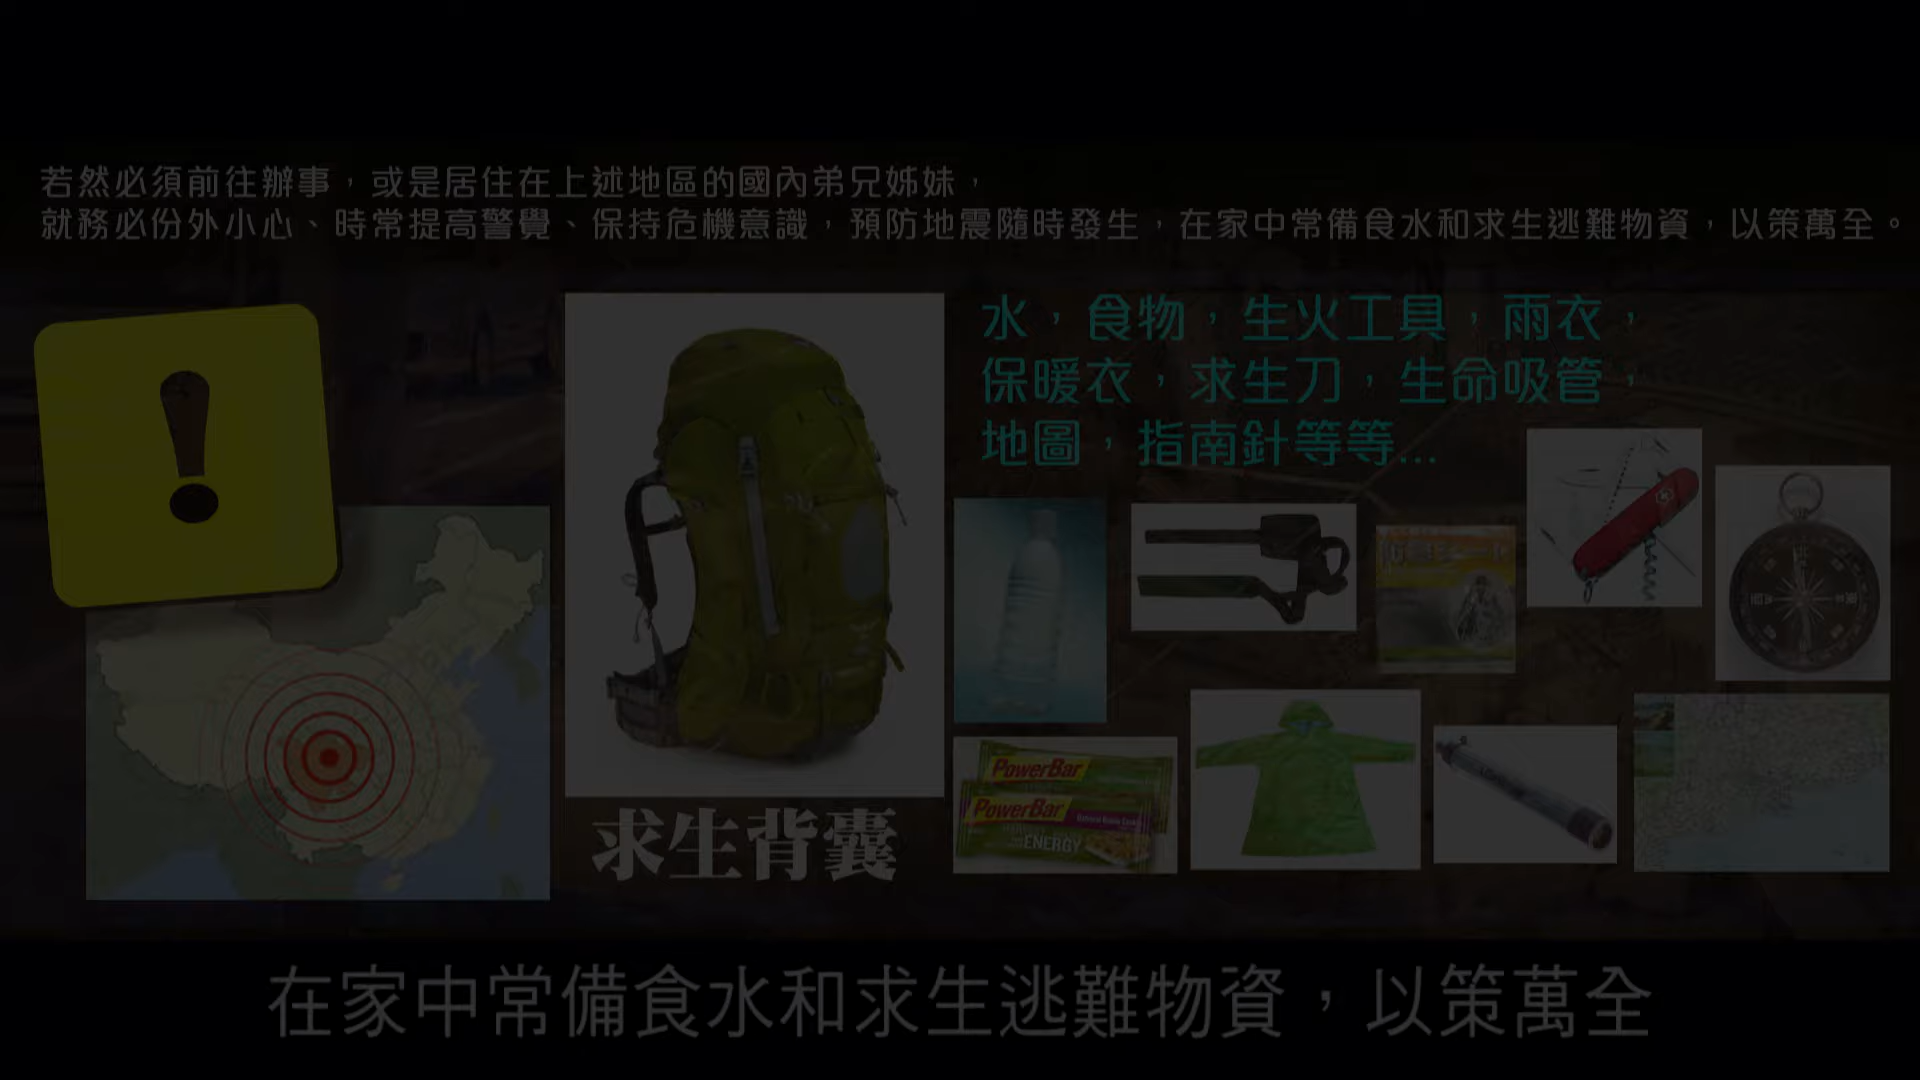 若然必須前往辦事，或是居住在上述地區的國內弟兄姊妹，
就務必份外小心、時常提高警覺、保持危機意識，預防地震隨時發生，在家中常備食水和求生逃難物資，以策萬全。
水，食物，生火工具，雨衣，
保暖衣，求生刀，生命吸管，
地圖，指南針等等...
PowerBar
PowerBar
ENERGY
求生背囊
在家中常備食水和求生逃難物資，以策萬全